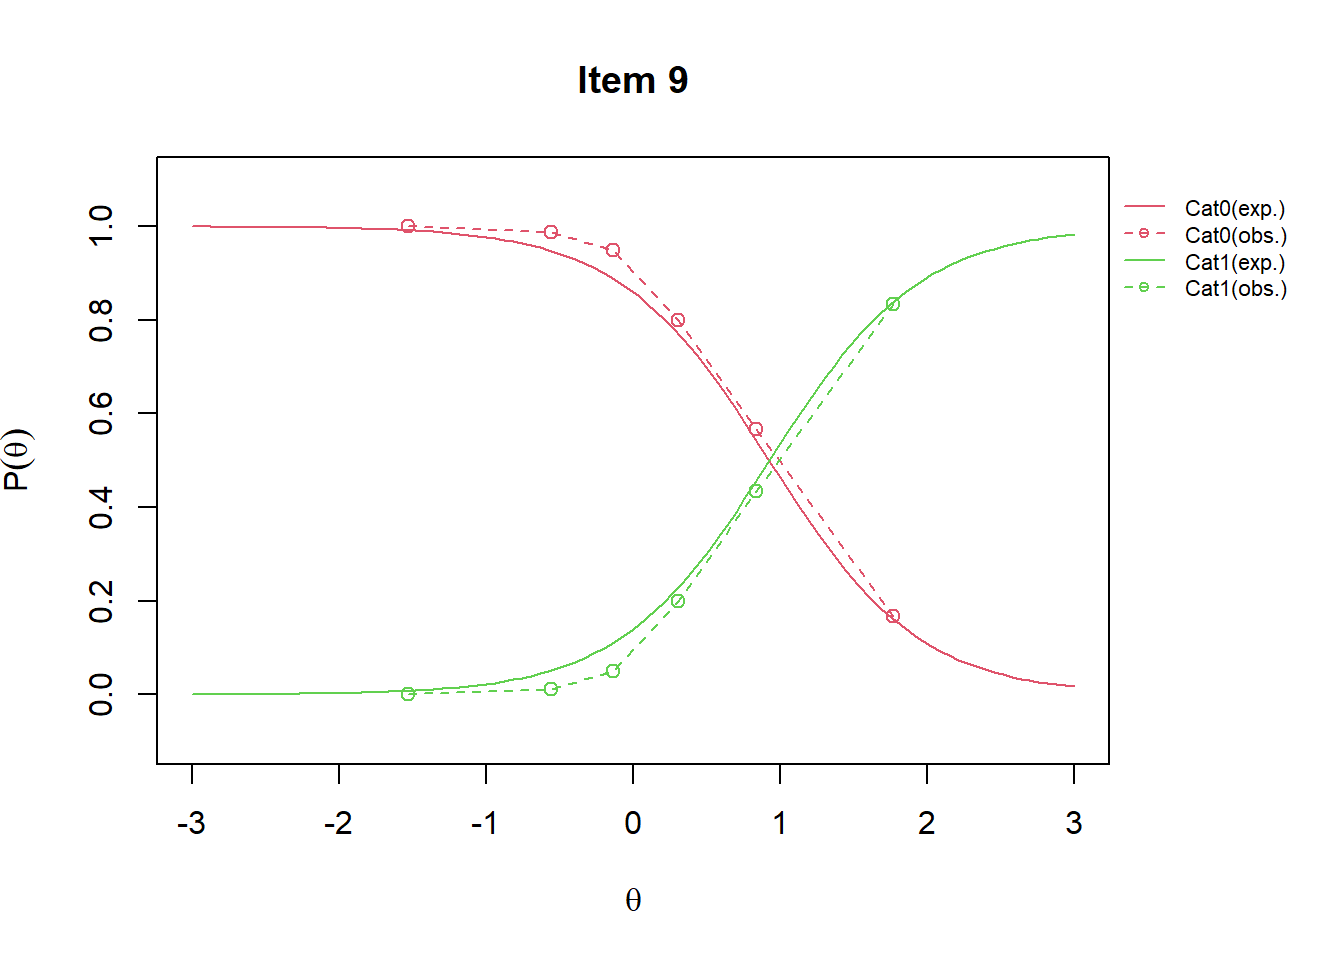 Item 9
P(θ)
1.0
0.8
0.6
0.4
0.2
0.0
-3 -2 -1 0 1 2 3
θ
Cat0(exp.)
Cat0(obs.)
Cat1(exp.)
Cat1(obs.)